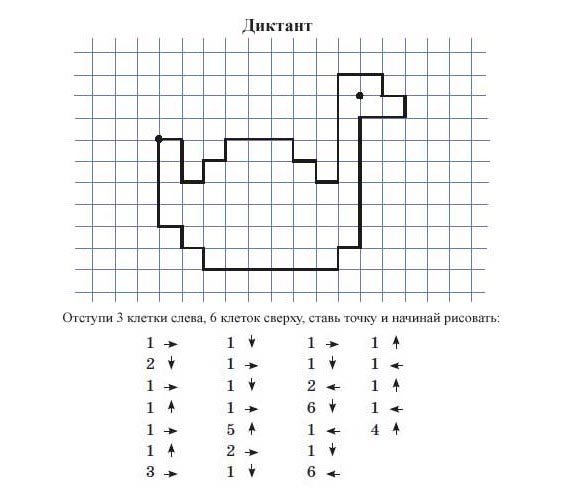 Диктант
Отступи 3 клетки слева, 6 клеток сверху, ставь точку и начинай рисовать:
1 → 1 ↓ 1 → 1 ↑
2 ↓ 1 → 1 ↓ 1 ←
1 → 1 ↓ 2 ← 1 ↑
1 ↑ 1 → 6 ↓ 1 ←
1 → 5 ↑ 1 ← 4 ↑
1 ↑ 2 → 1 ↓
3 → 1 ↓ 6 ←